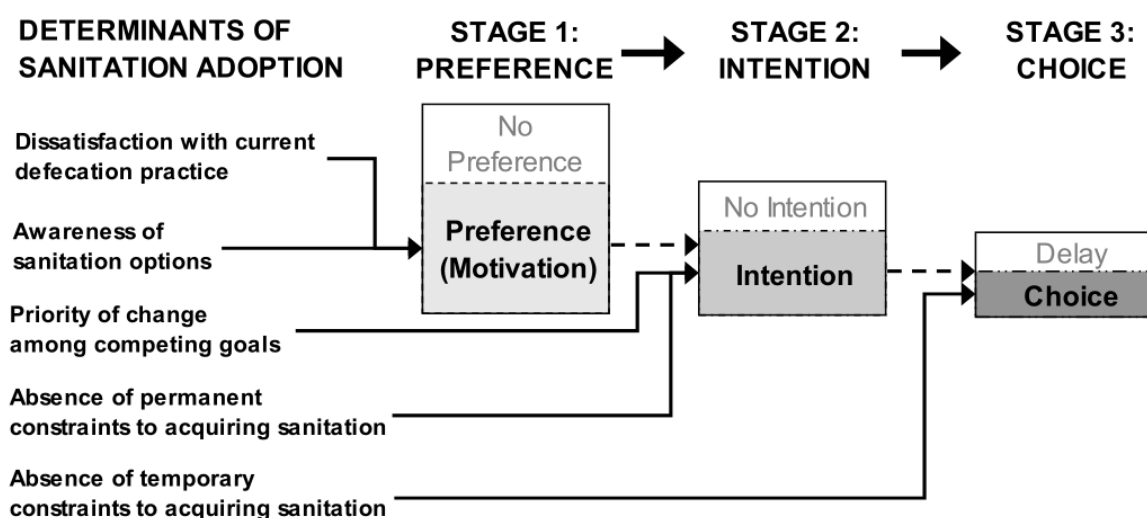 DETERMINANTS OF
SANITATION ADOPTION
STAGE 1:
PREFERENCE
STAGE 2:
INTENTION
STAGE 3:
CHOICE
Dissatisfaction with current
defecation practice
Awareness of
sanitation options
Priority of change
among competing goals
Absence of permanent
constraints to acquiring sanitation
Absence of temporary
constraints to acquiring sanitation
No
Preference
Preference
(Motivation)
No Intention
Intention
Delay
Choice